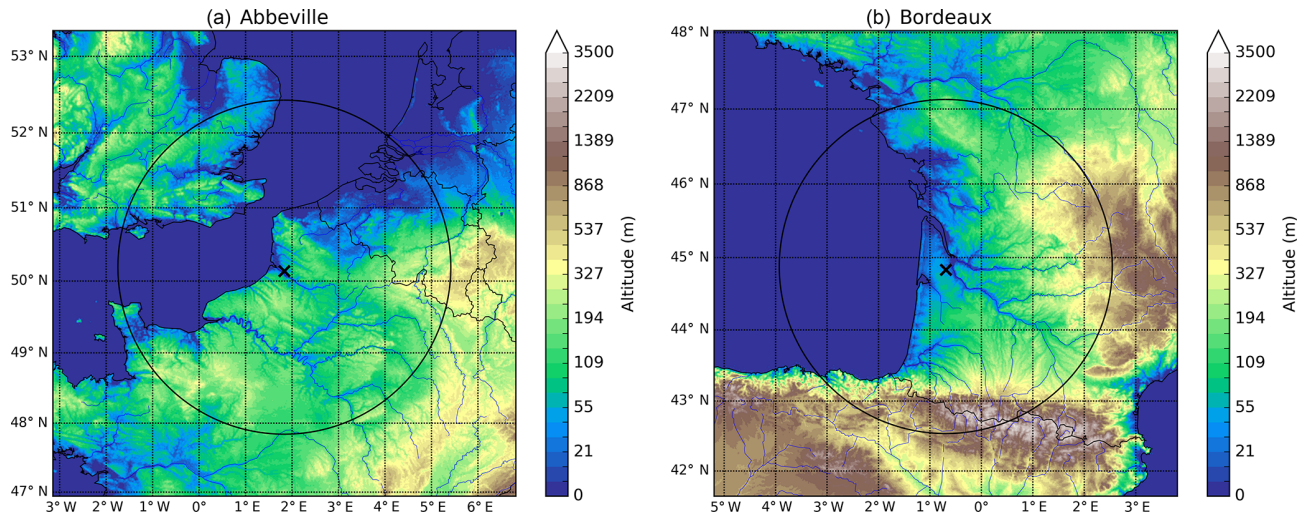 (a) Abbeville
53° N
52° N
51° N
50° N
49° N
48° N
47° N
3° W 2° W 1° W 0° E 1° E 2° E 3° E 4° E 5° E 6° E
3500
2209
1389
868
537
327
194
109
55
21
0
Altitude (m)
(b) Bordeaux
48° N
47° N
46° N
45° N
44° N
43° N
42° N
5° W 4° W 3° W 2° W 1° W 0° E 1° E 2° E 3° E
3500
2209
1389
868
537
327
194
109
55
21
0
Altitude (m)